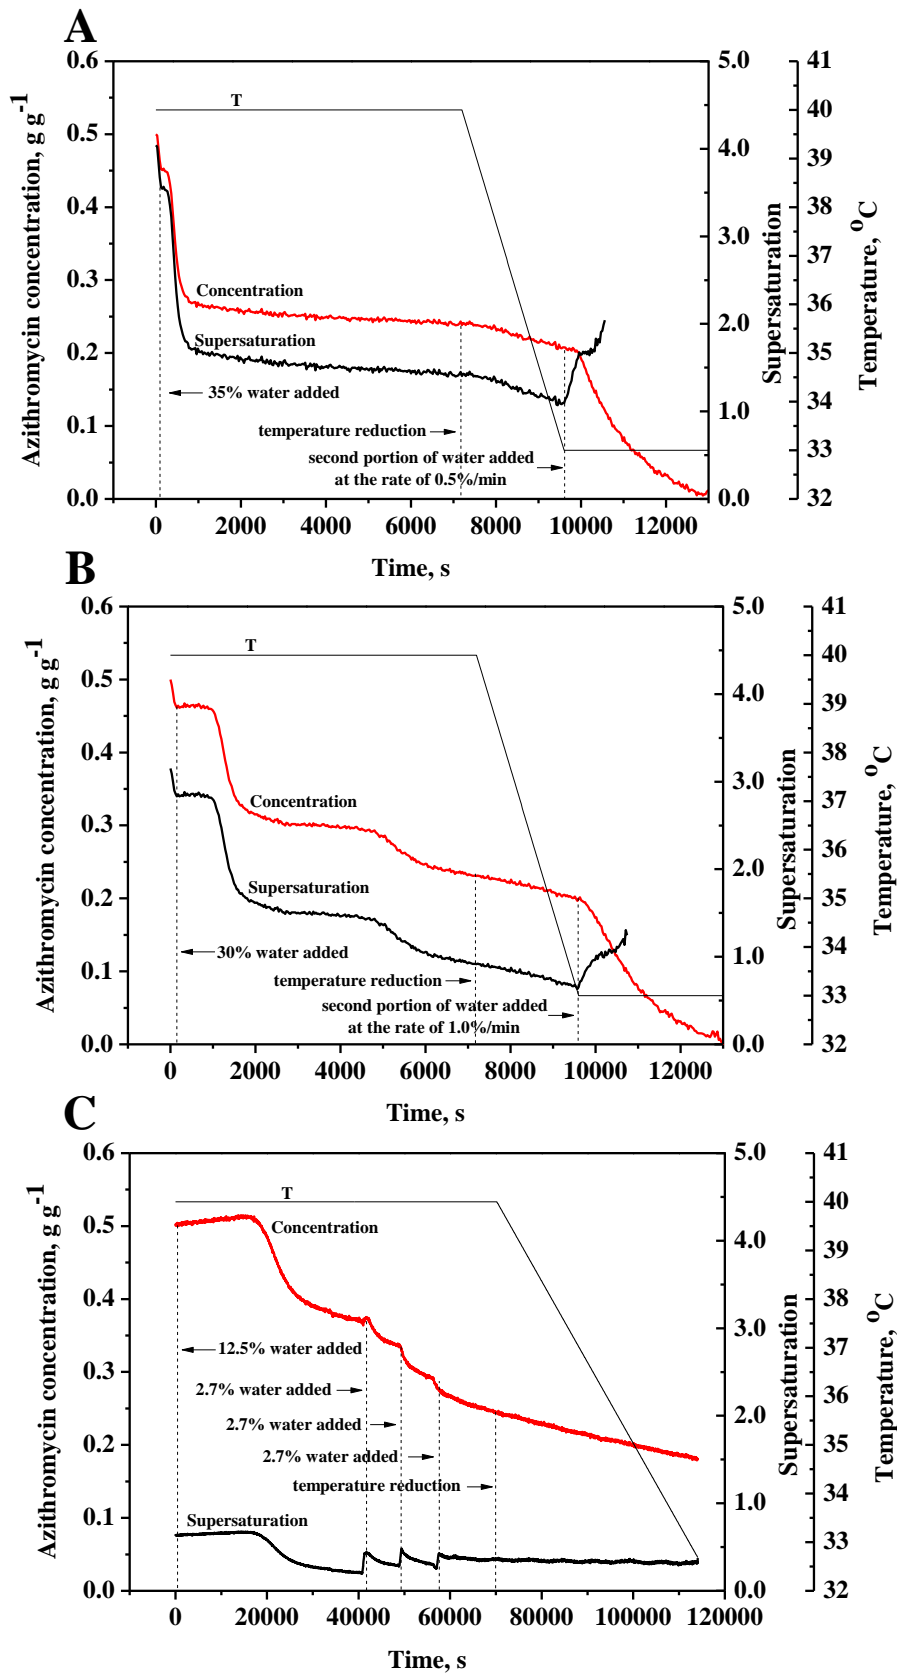 A
0.6
0.5
0.4
0.3
0.2
0.1
0.0
Azithromycin concentration, g g-1
T
Concentration
Supersaturation
35% water added
temperature reduction
second portion of water added
at the rate of 0.5%/min
5.0
4.0
3.0
2.0
1.0
0.0
Supersaturation
41
40
39
38
37
36
35
34
33
32
Temperature, oC
0 2000 4000 6000 8000 10000 12000
Time, s
B
0.6
0.5
0.4
0.3
0.2
0.1
0.0
Azithromycin concentration, g g-1
T
Concentration
Supersaturation
30% water added
temperature reduction
second portion of water added
at the rate of 1.0%/min
5.0
4.0
3.0
2.0
1.0
0.0
Supersaturation
41
40
39
38
37
36
35
34
33
32
Temperature, oC
0 2000 4000 6000 8000 10000 12000
Time, s
C
0.6
0.5
0.4
0.3
0.2
0.1
0.0
Azithromycin concentration, g g-1
T
Concentration
12.5% water added
2.7% water added
2.7% water added
2.7% water added
temperature reduction
Supersaturation
5.0
4.0
3.0
2.0
1.0
0.0
Supersaturation
41
40
39
38
37
36
35
34
33
32
Temperature, oC
0 20000 40000 60000 80000 100000 120000
Time, s